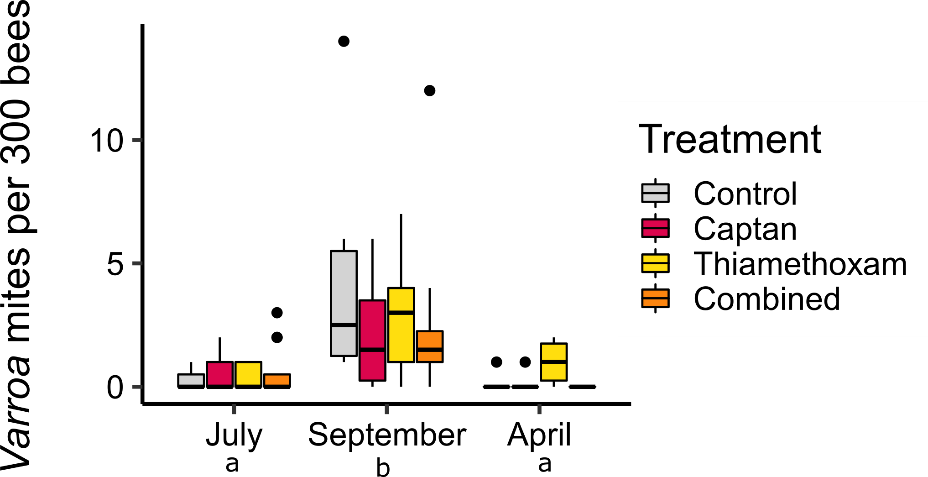 Varroa mites per 300 bees
10
5
0
July
September
April
a
b
a
Treatment
Control
Captan
Thiamethoxam
Combined